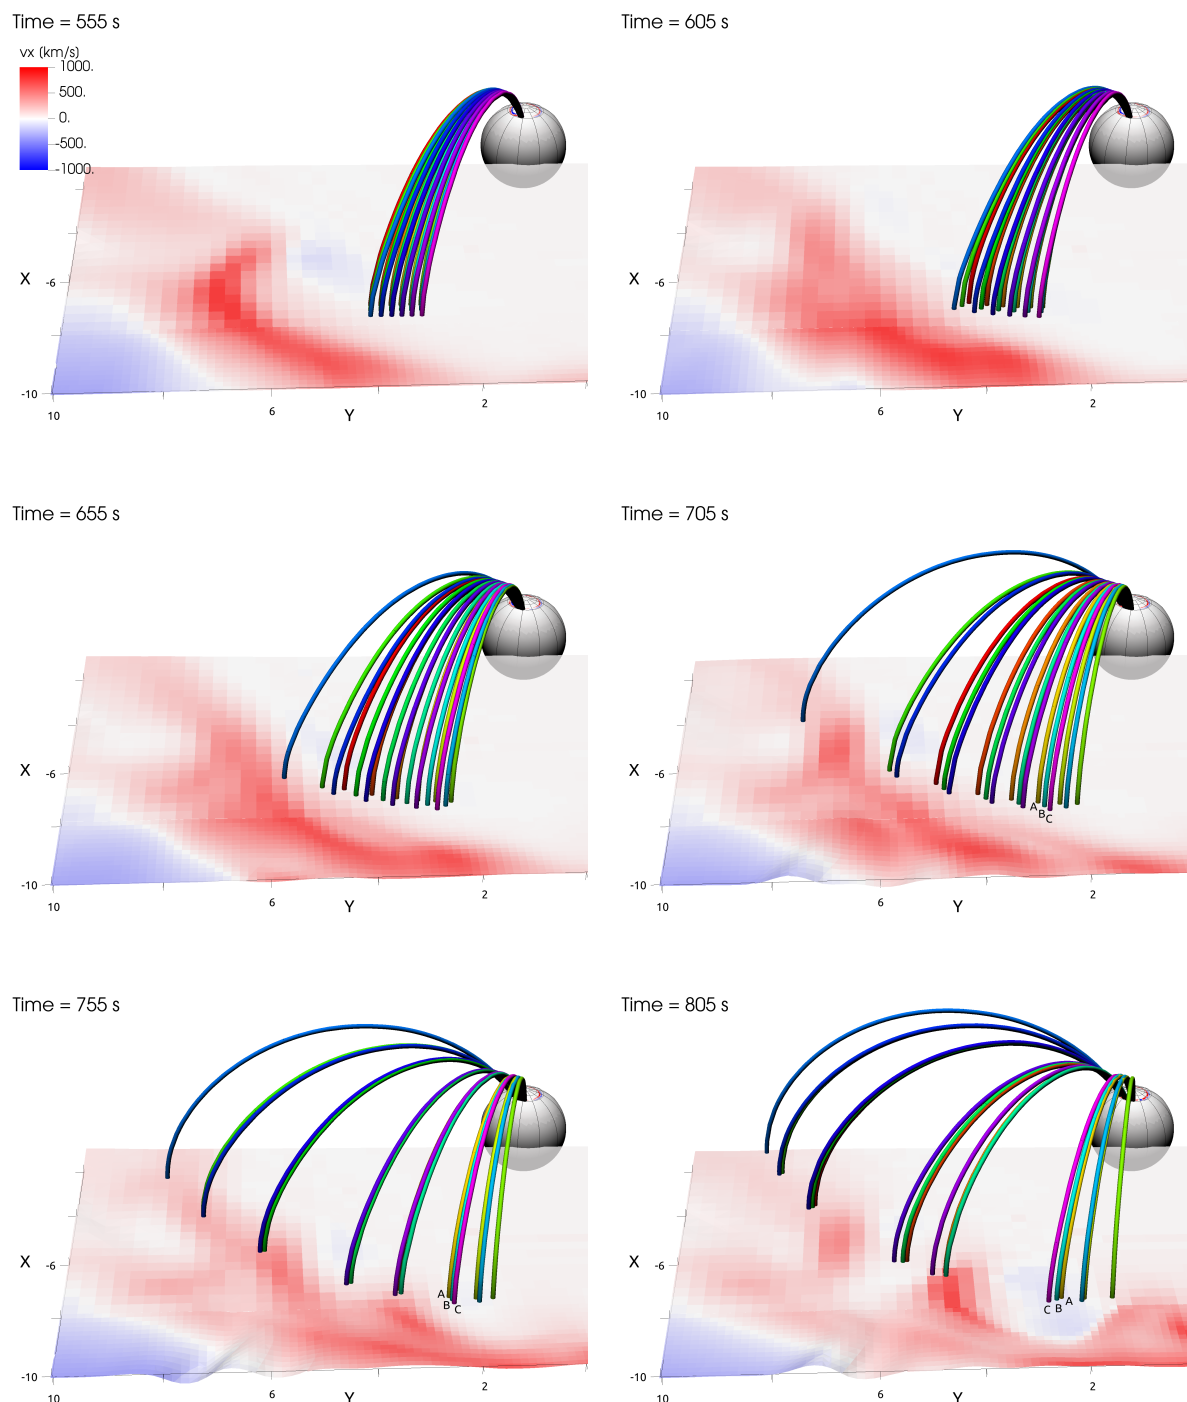 Time = 555 s
vx (km/s)
1000.
500.
0.
-500.
-1000.
X
-6
-10
10
6
2
Y
Time = 605 s
X
-6
-10
10
6
2
Y
Time = 655 s
X
-6
-10
10
6
2
Y
Time = 705 s
A
B
C
X
-6
-10
10
6
2
Y
Time = 755 s
A
B
C
X
-6
-10
10
6
2
Y
Time = 805 s
C
B
A
X
-6
-10
10
6
2
Y